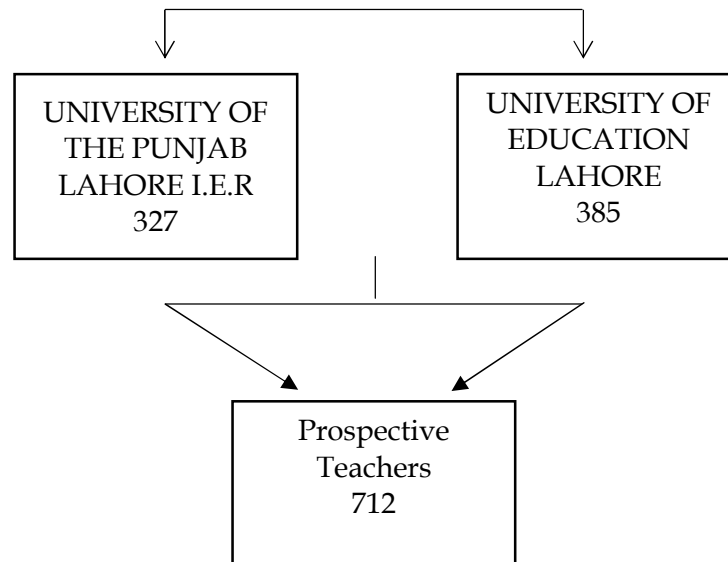 UNIVERSITY OF
THE PUNJAB
LAHORE I.E.R
327
UNIVERSITY OF
EDUCATION
LAHORE
385
Prospective
Teachers
712